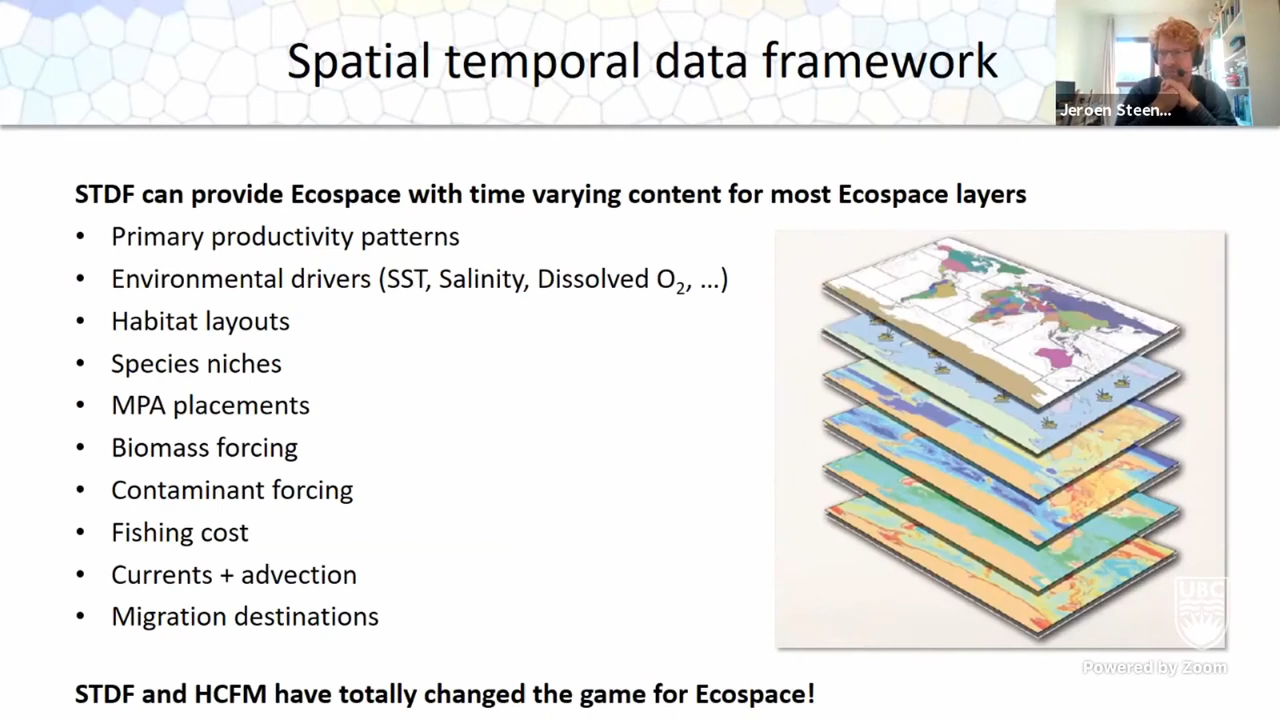 Spatial temporal data framework
Jeroen Steen...
STDF can provide Ecospace with time varying content for most Ecospace layers
• Primary productivity patterns
• Environmental drivers (SST, Salinity, Dissolved O₂, ...)
• Habitat layouts
• Species niches
• MPA placements
• Biomass forcing
• Contaminant forcing
• Fishing cost
• Currents + advection
• Migration destinations
UBC
Powered by Zoom
STDF and HCFM have totally changed the game for Ecospace!